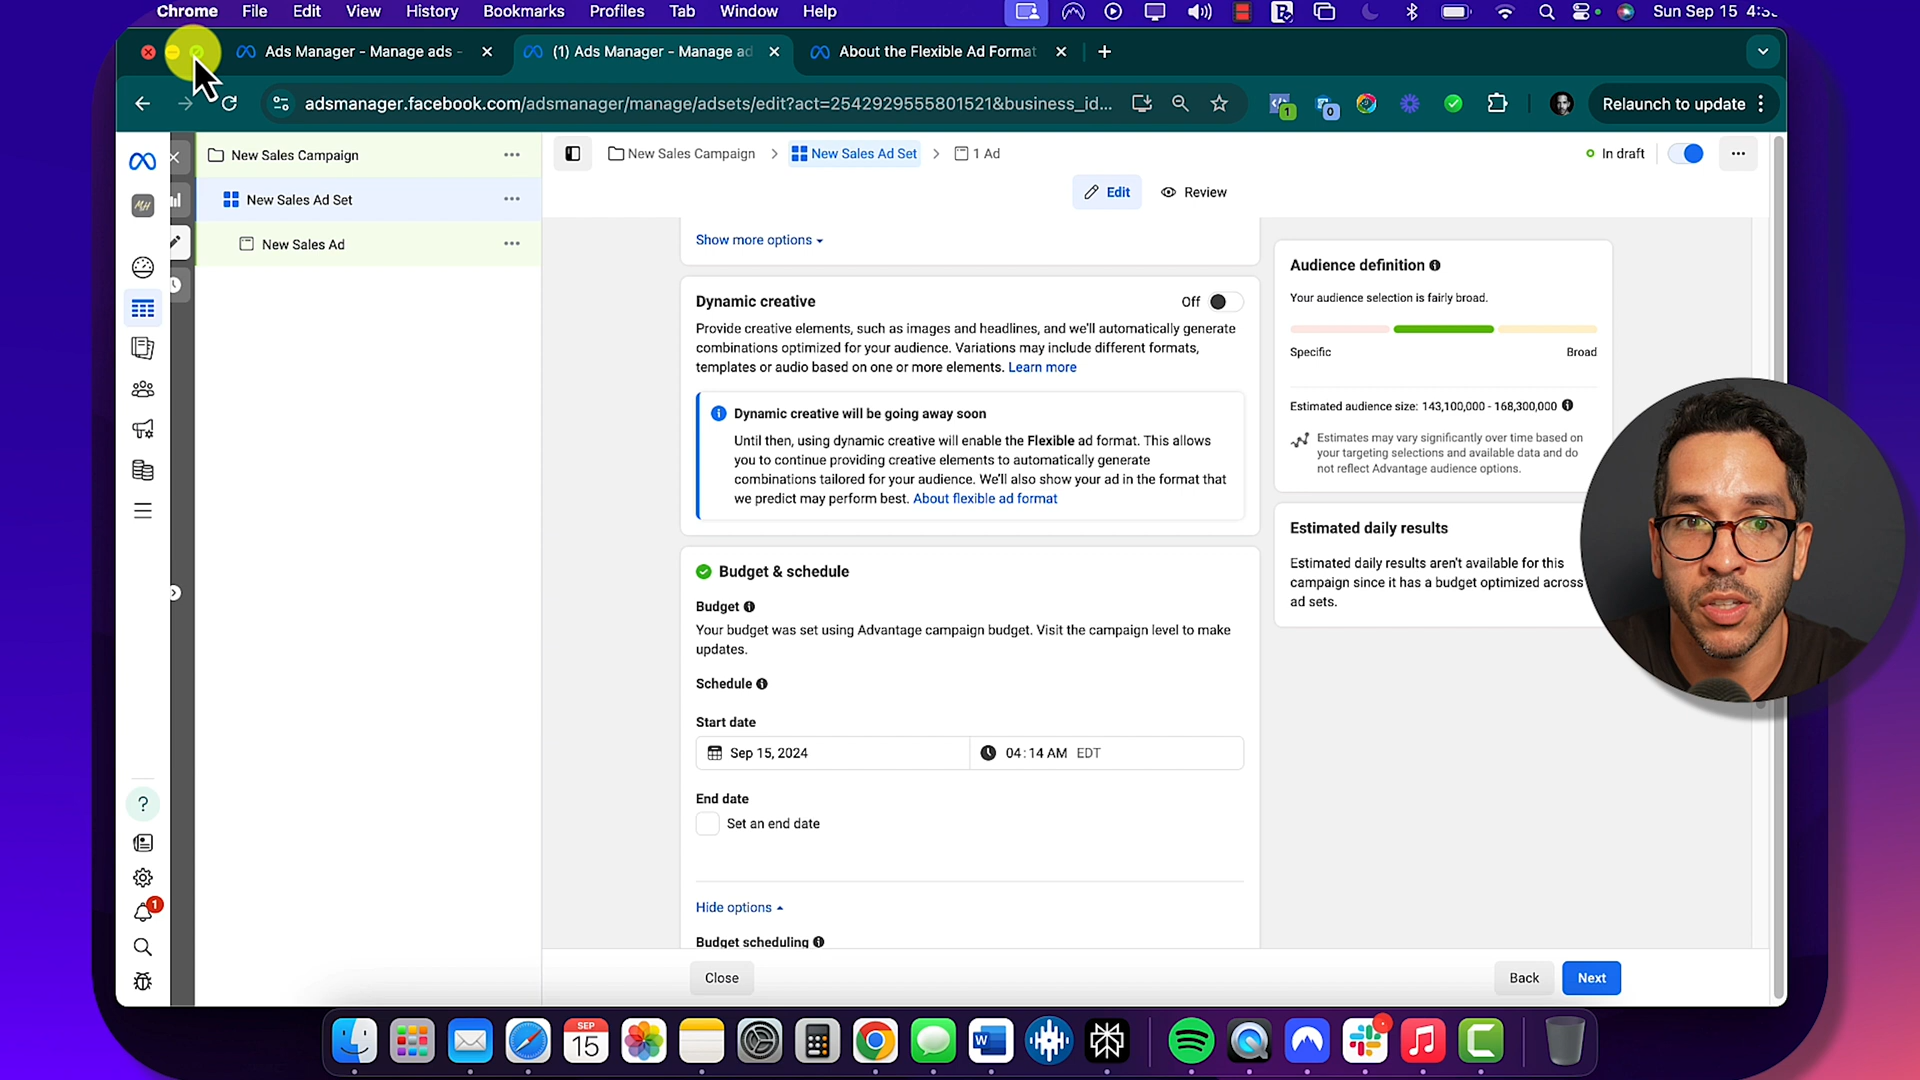 Chrome File Edit View History Bookmarks Profiles Tab Window Help Sun Sep 15
Ads Manager - Manage ads -
(1) Ads Manager - Manage ad
About the Flexible Ad Format
adsmanager.facebook.com/adsmanager/manage/adsets/edit?act=2542929555801521&business_id...
1
0
Relaunch to update
MH
New Sales Campaign
New Sales Ad Set
New Sales Ad
New Sales Campaign > New Sales Ad Set > 1 Ad
In draft
Edit
Review
Show more options
Dynamic creative
Off
Provide creative elements, such as images and headlines, and we'll automatically generate
combinations optimized for your audience. Variations may include different formats,
templates or audio based on one or more elements. Learn more
Dynamic creative will be going away soon
Until then, using dynamic creative will enable the Flexible ad format. This allows
you to continue providing creative elements to automatically generate
combinations tailored for your audience. We'll also show your ad in the format that
we predict may perform best. About flexible ad format
Budget & schedule
Budget
Your budget was set using Advantage campaign budget. Visit the campaign level to make
updates.
Schedule
Start date
Sep 15, 2024
04:14 AM EDT
End date
Set an end date
Hide options
Budget scheduling
Close
Back
Next
Audience definition
Your audience selection is fairly broad.
Specific
Broad
Estimated audience size: 143,100,000 - 168,300,000
Estimates may vary significantly over time based on
your targeting selections and available data and do
not reflect Advantage audience options.
Estimated daily results
Estimated daily results aren't available for this
campaign since it has a budget optimized across
ad sets.
1
SEP
15